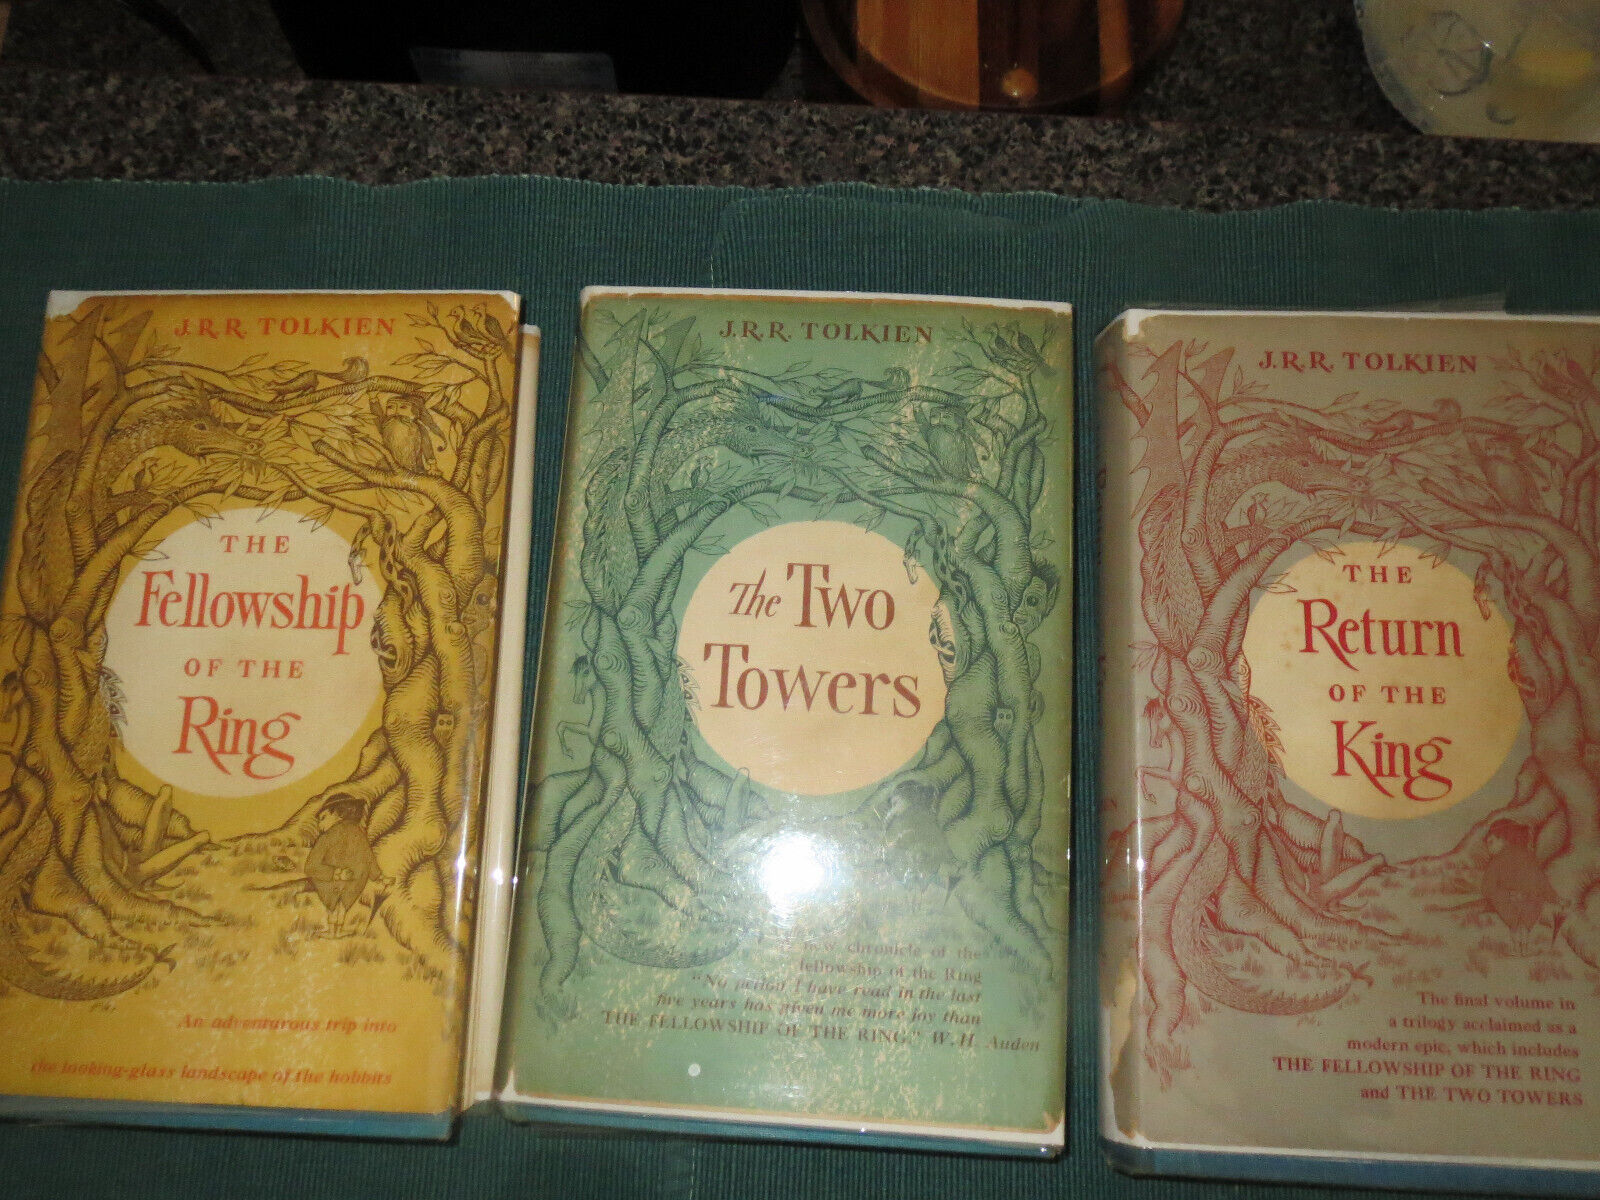 J.R.R. TOLKIEN
THE
Fellowship
OF THE
Ring
An adventurous trip into
the looking-glass landscape of the hobbits
J.R.R. TOLKIEN
The Two
Towers
new chronicle of the
fellowship of the Ring
"No period I have read in the last
five years has given me more joy than
THE FELLOWSHIP OF THE RING." W. H. Auden
J.R.R. TOLKIEN
THE
Return
OF THE
King
The final volume in
a trilogy acclaimed as a
modern epic, which includes
THE FELLOWSHIP OF THE RING
and THE TWO TOWERS